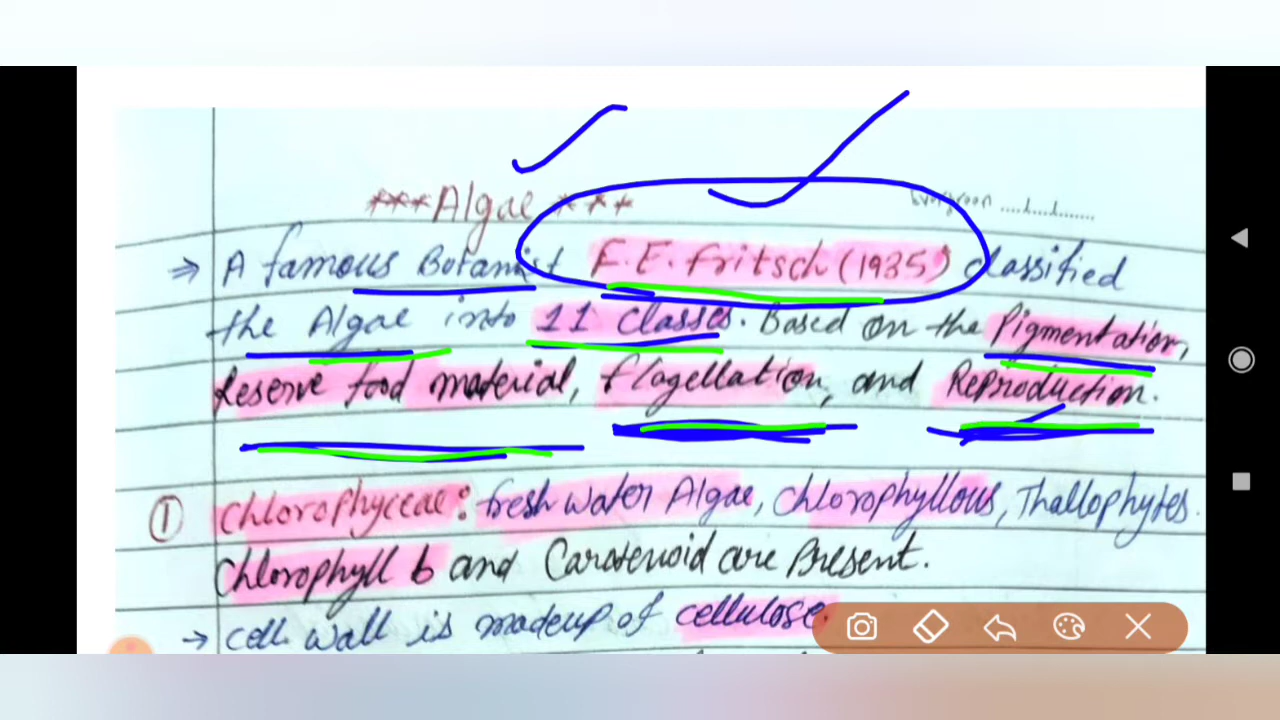 ***Algae ***
⇒ A famous Botanist F.E. Fritsch (1935) classified
the Algae into 11 Classes. Based on the Pigmentation,
Reserve food material, flagellation, and Reproduction.
① Chlorophyceae: fresh water Algae, Chlorophyllous, Thallophytes.
Chlorophyll b and Carotenoid are Present.
→ cell wall is madeup of cellulose.